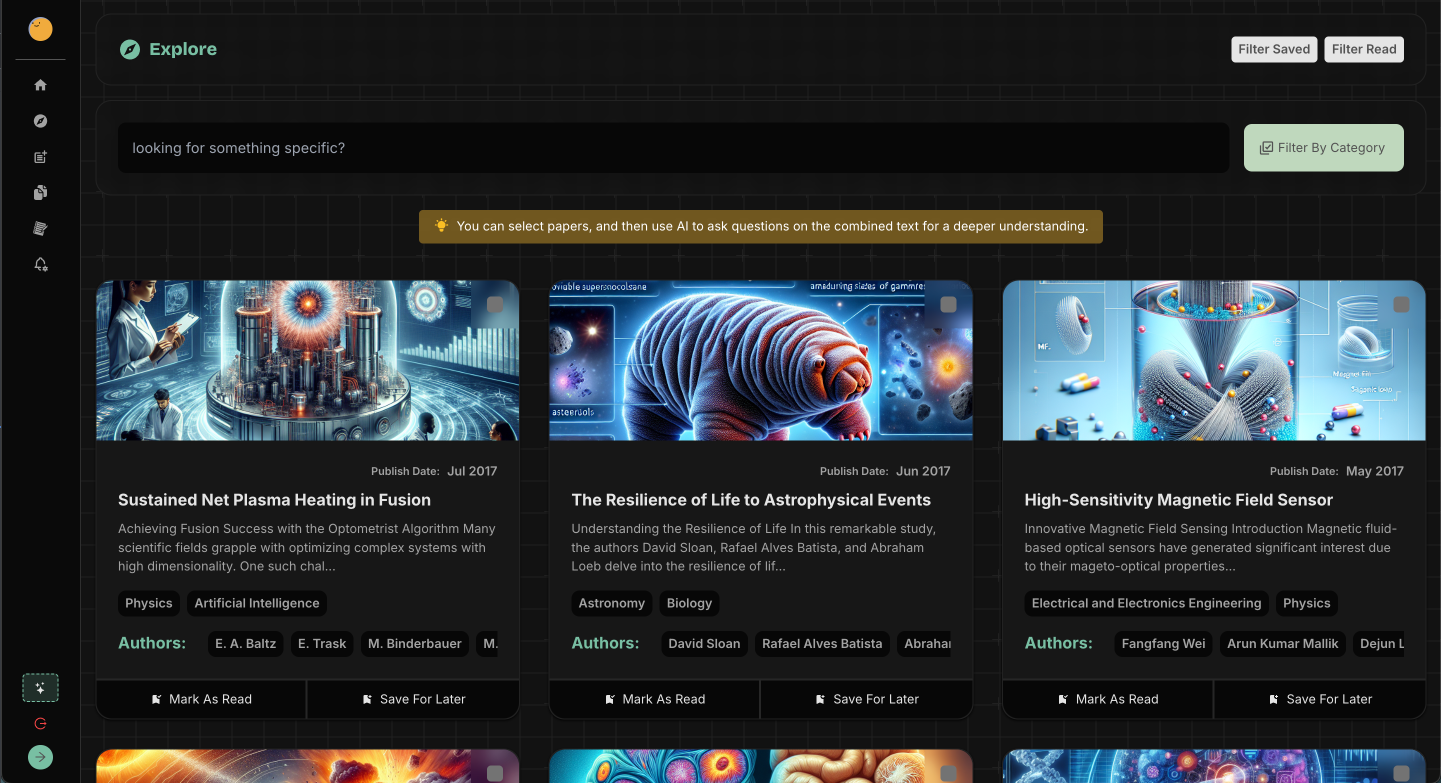 Explore
Filter Saved
Filter Read
looking for something specific?
Filter By Category
You can select papers, and then use AI to ask questions on the combined text for a deeper understanding.
asteroids
MF.
Publish Date: Jul 2017
Sustained Net Plasma Heating in Fusion
Achieving Fusion Success with the Optometrist Algorithm Many
scientific fields grapple with optimizing complex systems with
high dimensionality. One such chal...
Physics
Artificial Intelligence
Authors: E. A. Baltz E. Trask M. Binderbauer M.
Mark As Read
Save For Later
Publish Date: Jun 2017
The Resilience of Life to Astrophysical Events
Understanding the Resilience of Life In this remarkable study,
the authors David Sloan, Rafael Alves Batista, and Abraham
Loeb delve into the resilience of lif...
Astronomy
Biology
Authors: David Sloan Rafael Alves Batista Abrahar
Mark As Read
Save For Later
Publish Date: May 2017
High-Sensitivity Magnetic Field Sensor
Innovative Magnetic Field Sensing Introduction Magnetic fluid-
based optical sensors have generated significant interest due
to their mageto-optical properties...
Electrical and Electronics Engineering
Physics
Authors: Fangfang Wei Arun Kumar Mallik Dejun L
Mark As Read
Save For Later